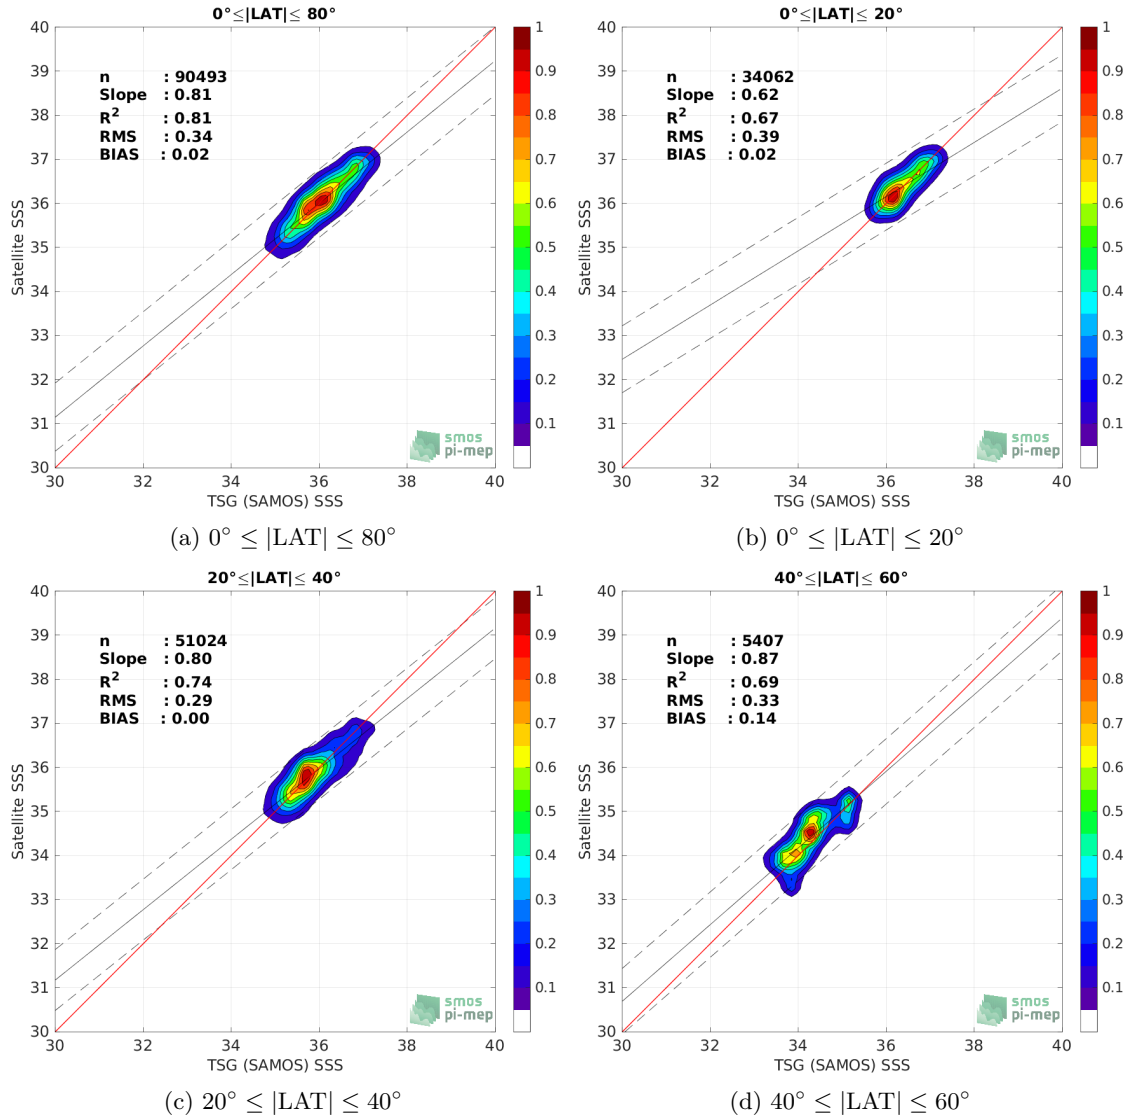 0°≤|LAT|≤ 80°
40
39
38
37
36
35
34
33
32
31
30
Satellite SSS
n : 90493
Slope : 0.81
R² : 0.81
RMS : 0.34
BIAS : 0.02
smos
pi-mep
30 32 34 36 38 40
TSG (SAMOS) SSS
1
0.9
0.8
0.7
0.6
0.5
0.4
0.3
0.2
0.1
(a) 0° ≤ |LAT| ≤ 80°
0°≤|LAT|≤ 20°
40
39
38
37
36
35
34
33
32
31
30
Satellite SSS
n : 34062
Slope : 0.62
R² : 0.67
RMS : 0.39
BIAS : 0.02
smos
pi-mep
30 32 34 36 38 40
TSG (SAMOS) SSS
1
0.9
0.8
0.7
0.6
0.5
0.4
0.3
0.2
0.1
(b) 0° ≤ |LAT| ≤ 20°
20°≤|LAT|≤ 40°
40
39
38
37
36
35
34
33
32
31
30
Satellite SSS
n : 51024
Slope : 0.80
R² : 0.74
RMS : 0.29
BIAS : 0.00
smos
pi-mep
30 32 34 36 38 40
TSG (SAMOS) SSS
1
0.9
0.8
0.7
0.6
0.5
0.4
0.3
0.2
0.1
(c) 20° ≤ |LAT| ≤ 40°
40°≤|LAT|≤ 60°
40
39
38
37
36
35
34
33
32
31
30
Satellite SSS
n : 5407
Slope : 0.87
R² : 0.69
RMS : 0.33
BIAS : 0.14
smos
pi-mep
30 32 34 36 38 40
TSG (SAMOS) SSS
1
0.9
0.8
0.7
0.6
0.5
0.4
0.3
0.2
0.1
(d) 40° ≤ |LAT| ≤ 60°